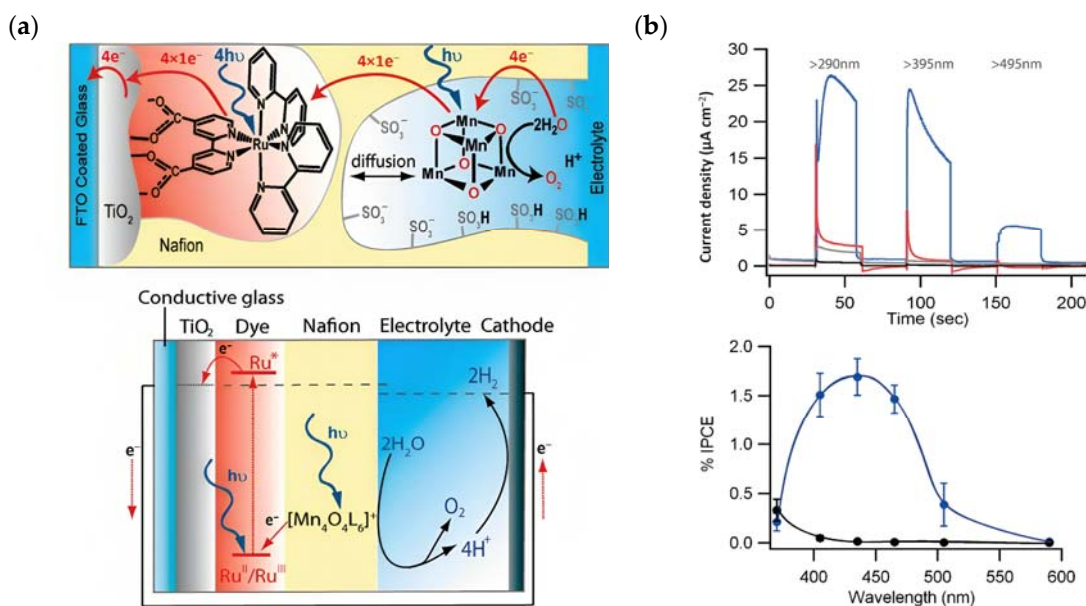 (a)
FTO Coated Glass
4e⁻
4×1e⁻
4hυ
4×1e⁻
hυ
4e⁻
TiO₂
O
C
O
O
C
O
N
N
N
N
N
N
Ru
Nafion
diffusion
SO₃⁻
SO₃⁻
SO₃⁻
SO₃⁻
SO₃⁻
SO₃H
SO₃H
SO₃H
Mn
O
O
Mn
Mn
O
Mn
O
2H₂O
H⁺
O₂
Electrolyte
Conductive glass
TiO₂ Dye Nafion Electrolyte Cathode
e⁻
Ru*
2H₂
hυ
2H₂O
e⁻
e⁻
hυ
e⁻
[Mn₄O₄L₆]⁺
O₂
4H⁺
Ruᴵᴵ/Ruᴵᴵᴵ
(b)
Current density (µA cm⁻²)
30
25
20
15
10
5
0
>290nm >395nm >495nm
0 50 100 150 200
Time (sec)
% IPCE
2.0
1.5
1.0
0.5
0.0
400 450 500 550 600
Wavelength (nm)